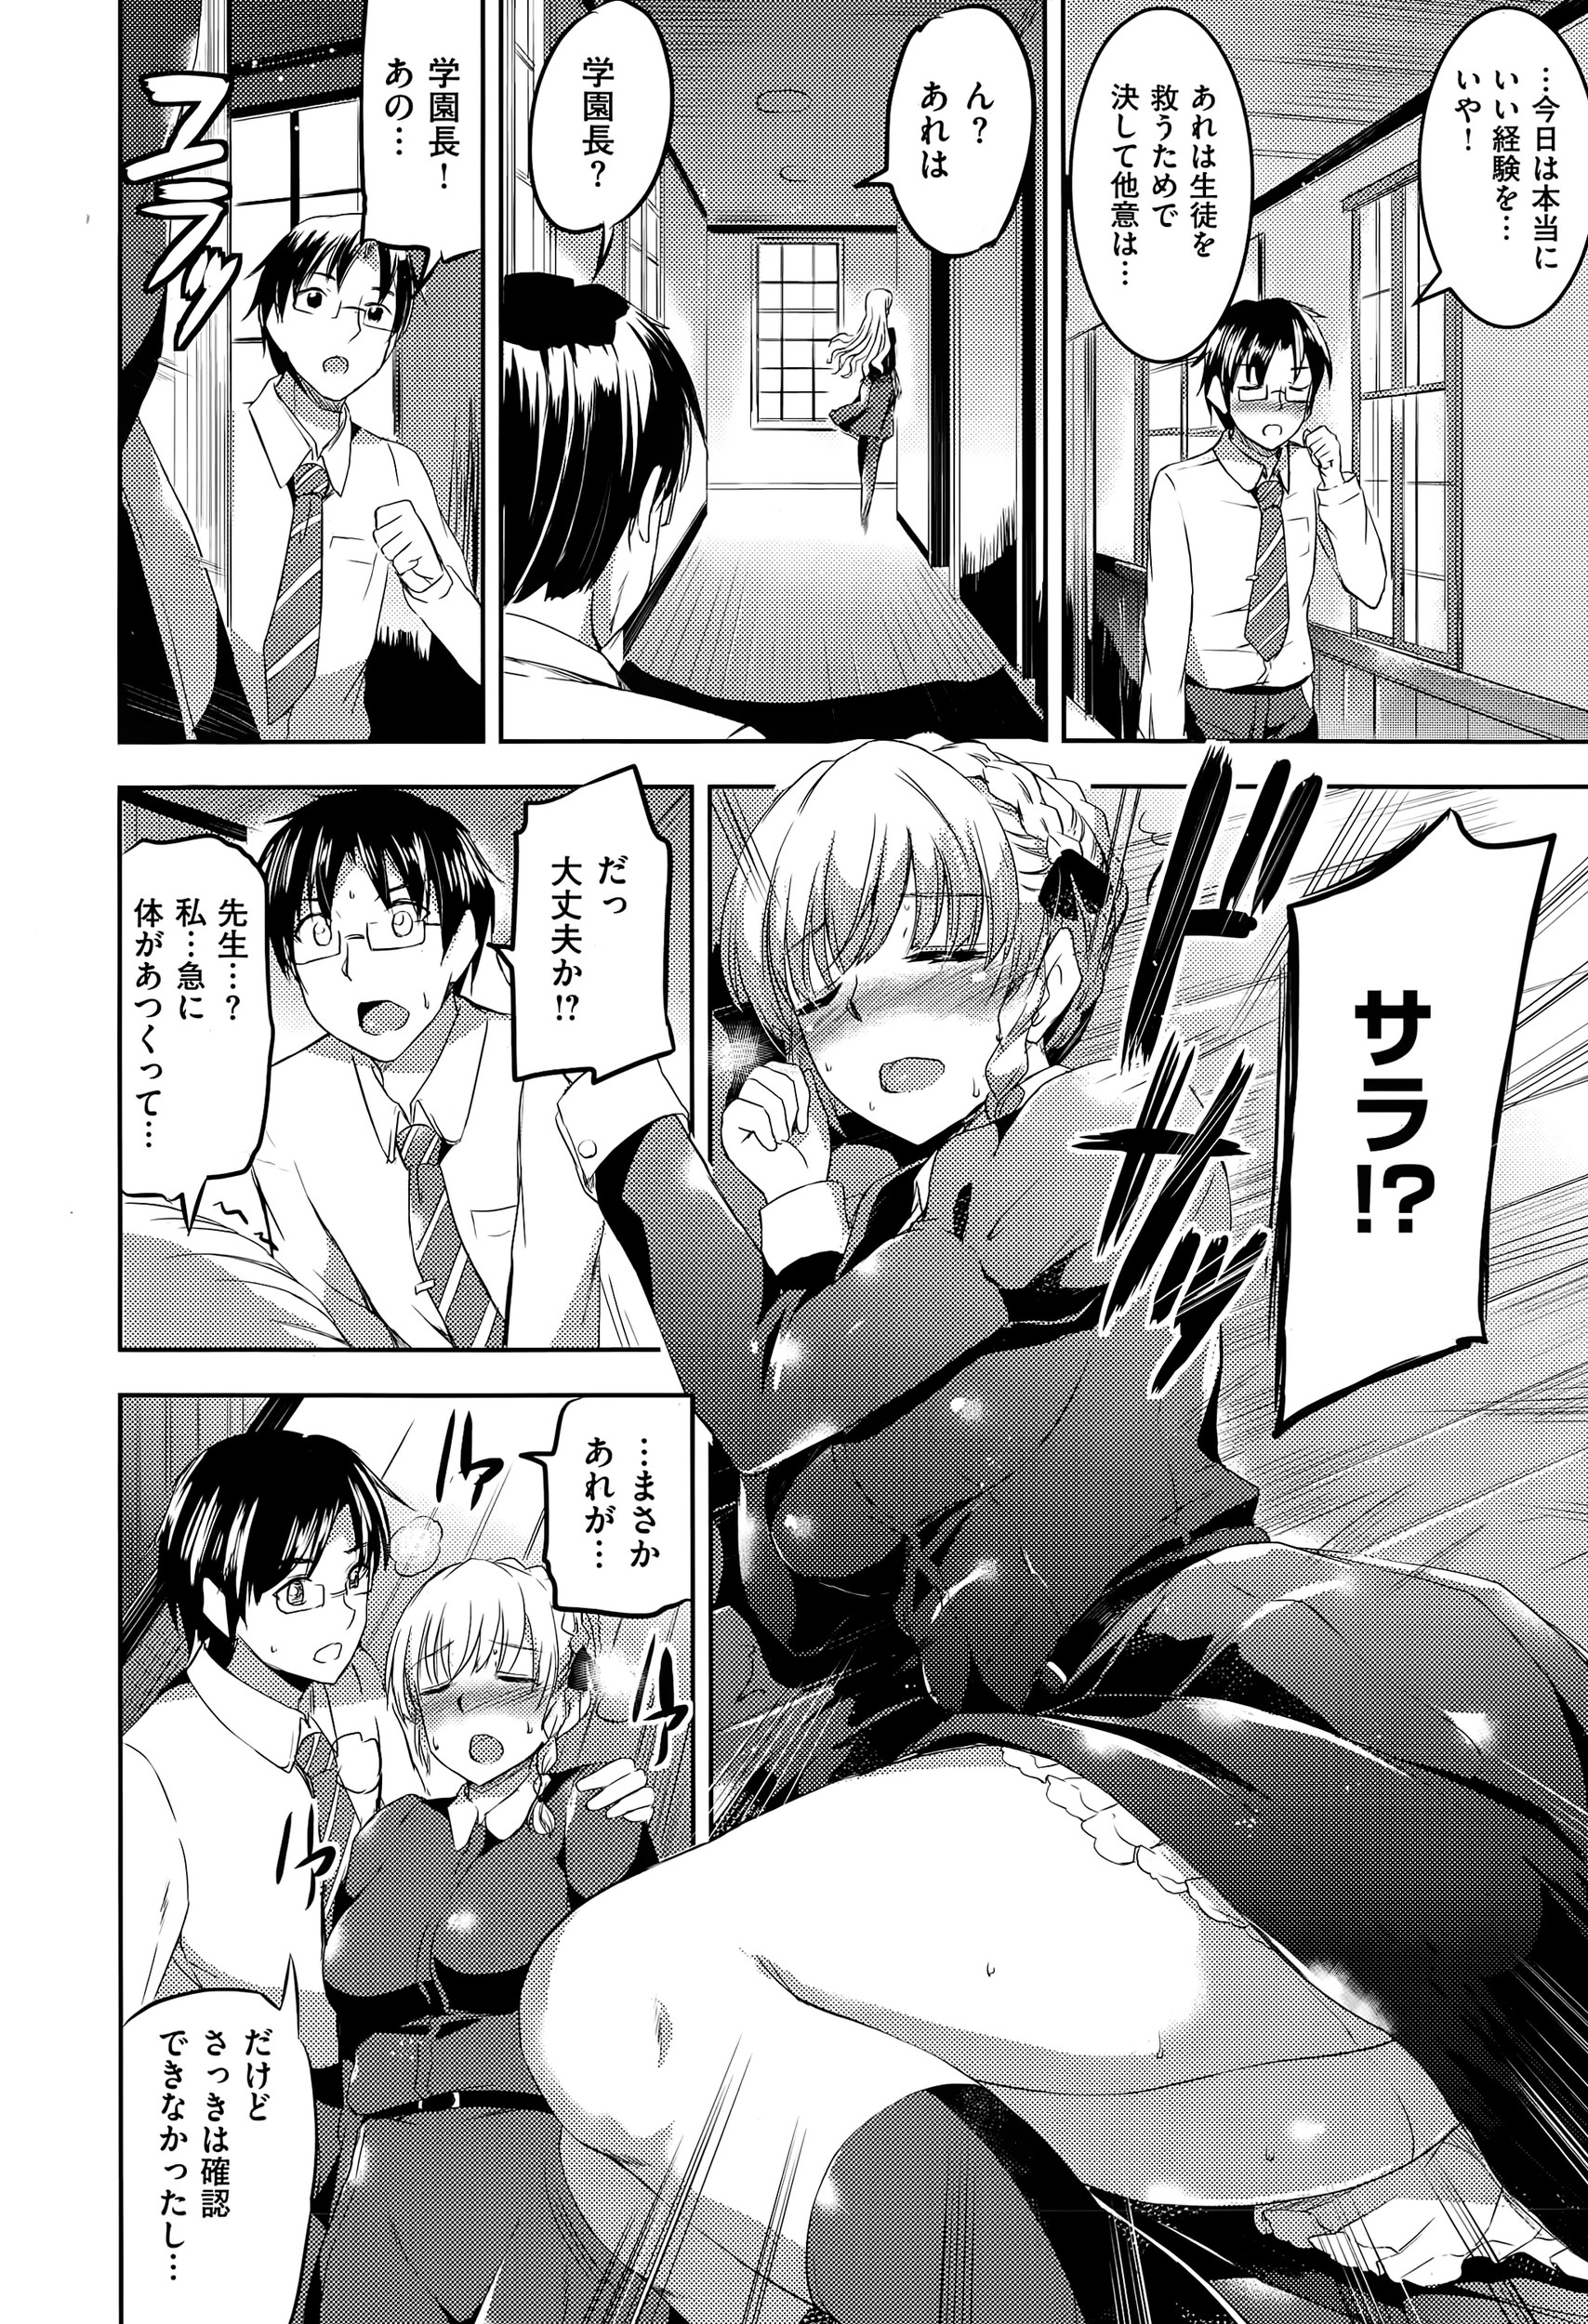 …今日は本当に
いい経験を…
いや！
あれは生徒を
救うためで
決して他意は…
ん？
あれは
学園長？
学園長！
あの…
ユラッ
サラ！？
ドサッ
だっ
大丈夫か！？
先生…？
私…急に
体があつくって…
…まさか
あれが…
ハァ
ハァ
ハァ
だけど
さっきは確認
できなかったし…